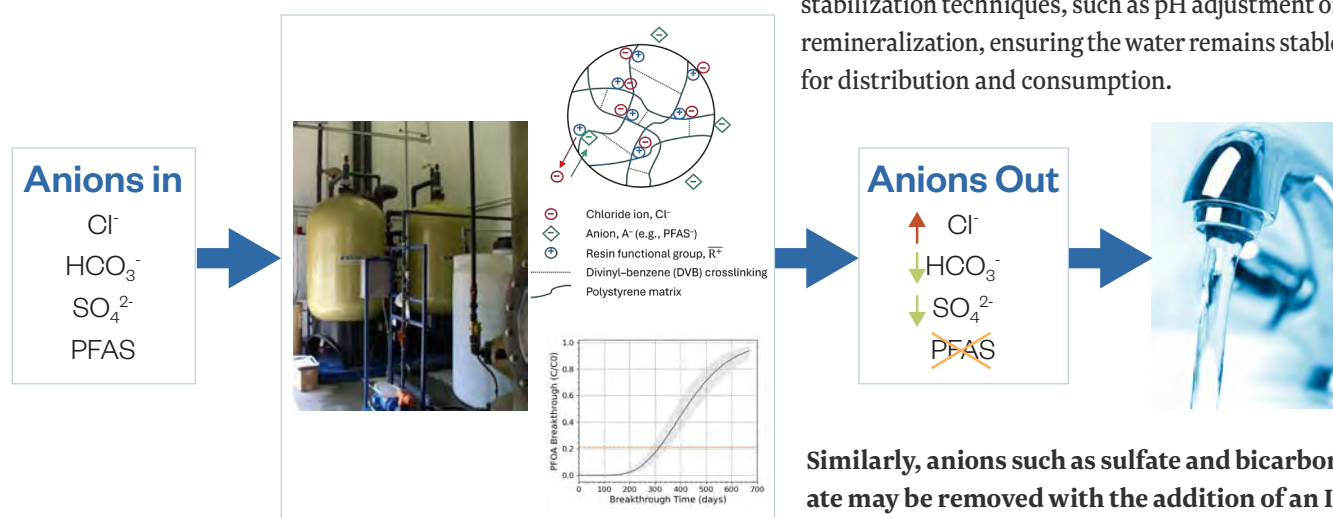 stabilization techniques, such as pH adjustment
remineralization, ensuring the water remains stable
for distribution and consumption.
Anions in
Cl⁻
HCO₃⁻
SO₄²⁻
PFAS
Chloride ion, Cl⁻
Anion, A⁻ (e.g., PFAS⁻)
Resin functional group, R⁺
Divinyl–benzene (DVB) crosslinking
Polystyrene matrix
PFOA Breakthrough (C/C0)
1.0
0.8
0.6
0.4
0.2
0.0
0 100 200 300 400 500 600 700
Breakthrough Time (days)
Anions Out
Cl⁻
HCO₃⁻
SO₄²⁻
PFAS
Similarly, anions such as sulfate and bicarbon
ate may be removed with the addition of an